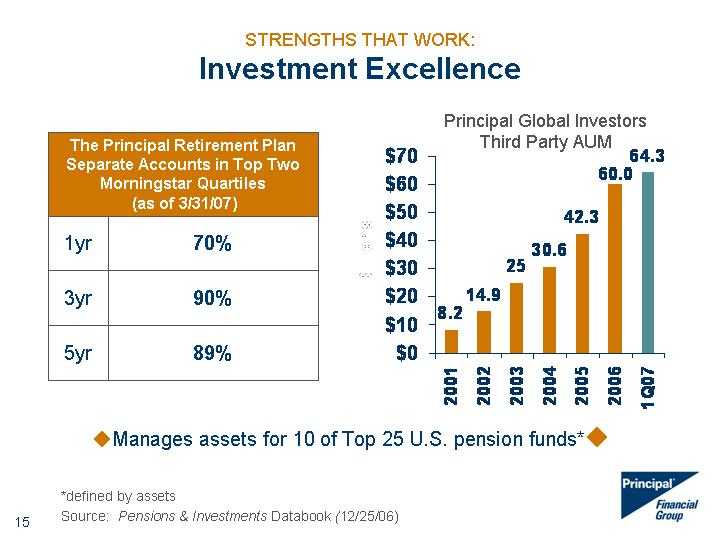 STRENGTHS THAT WORK:
Investment Excellence
The Principal Retirement Plan
Separate Accounts in Top Two
Morningstar Quartiles
(as of 3/31/07)
1yr 70%
3yr 90%
5yr 89%
Principal Global Investors
Third Party AUM
$70
$60
$50
$40
$30
$20
$10
$0
8.2
14.9
25
30.6
42.3
60.0
64.3
2001
2002
2003
2004
2005
2006
1Q07
◆Manages assets for 10 of Top 25 U.S. pension funds*◆
*defined by assets
Source: Pensions & Investments Databook (12/25/06)
15
Principal
Financial
Group